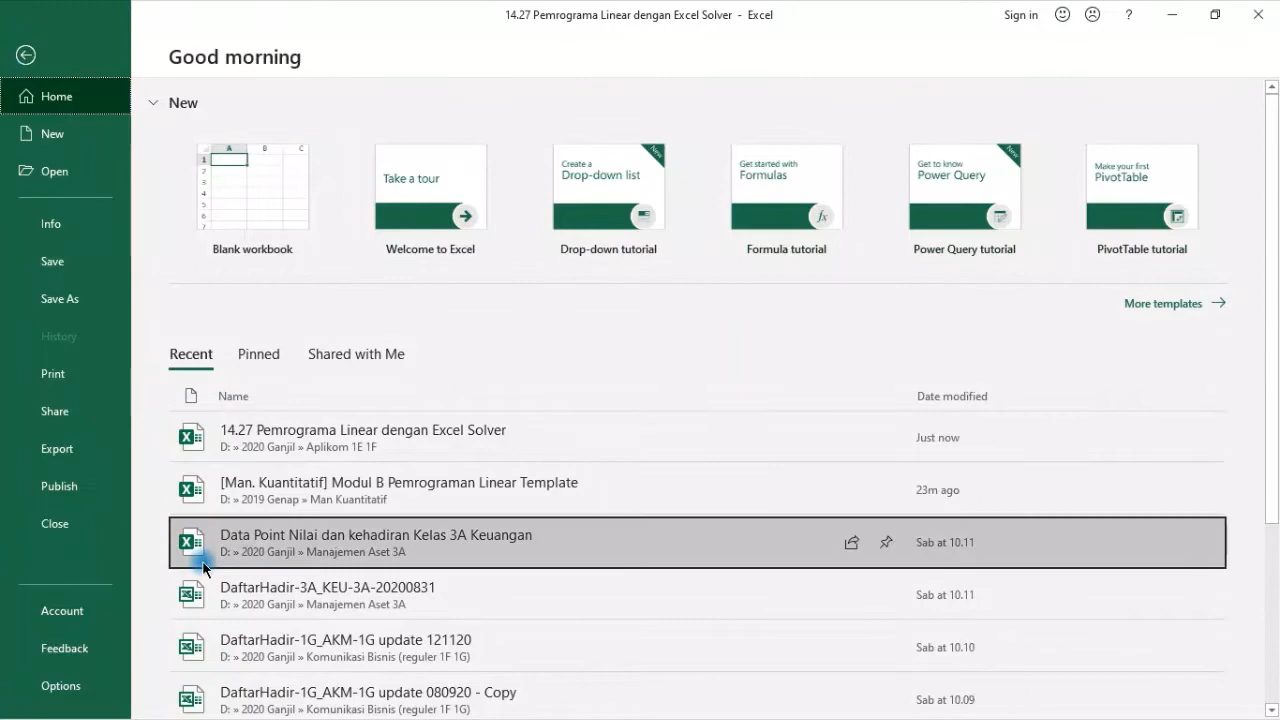 14.27 Pemrograma Linear dengan Excel Solver - Excel
Sign in
?
Good morning
Home
New
Open
Info
Save
Save As
History
Print
Share
Export
Publish
Close
Account
Feedback
Options
New
A B C
1
2
3
4
5
6
7
Take a tour
Create a
Drop-down list
New
Get started with
Formulas
fx
Get to know
Power Query
New
Make your first
PivotTable
Blank workbook
Welcome to Excel
Drop-down tutorial
Formula tutorial
Power Query tutorial
PivotTable tutorial
More templates
Recent Pinned Shared with Me
Name Date modified
14.27 Pemrograma Linear dengan Excel Solver
D: » 2020 Ganjil » Aplikom 1E 1F
Just now
[Man. Kuantitatif] Modul B Pemrograman Linear Template
D: » 2019 Genap » Man Kuantitatif
23m ago
Data Point Nilai dan kehadiran Kelas 3A Keuangan
D: » 2020 Ganjil » Manajemen Aset 3A
Sab at 10.11
DaftarHadir-3A_KEU-3A-20200831
D: » 2020 Ganjil » Manajemen Aset 3A
Sab at 10.11
DaftarHadir-1G_AKM-1G update 121120
D: » 2020 Ganjil » Komunikasi Bisnis (reguler 1F 1G)
Sab at 10.10
DaftarHadir-1G_AKM-1G update 080920 - Copy
D: » 2020 Ganjil » Komunikasi Bisnis (reguler 1F 1G)
Sab at 10.09